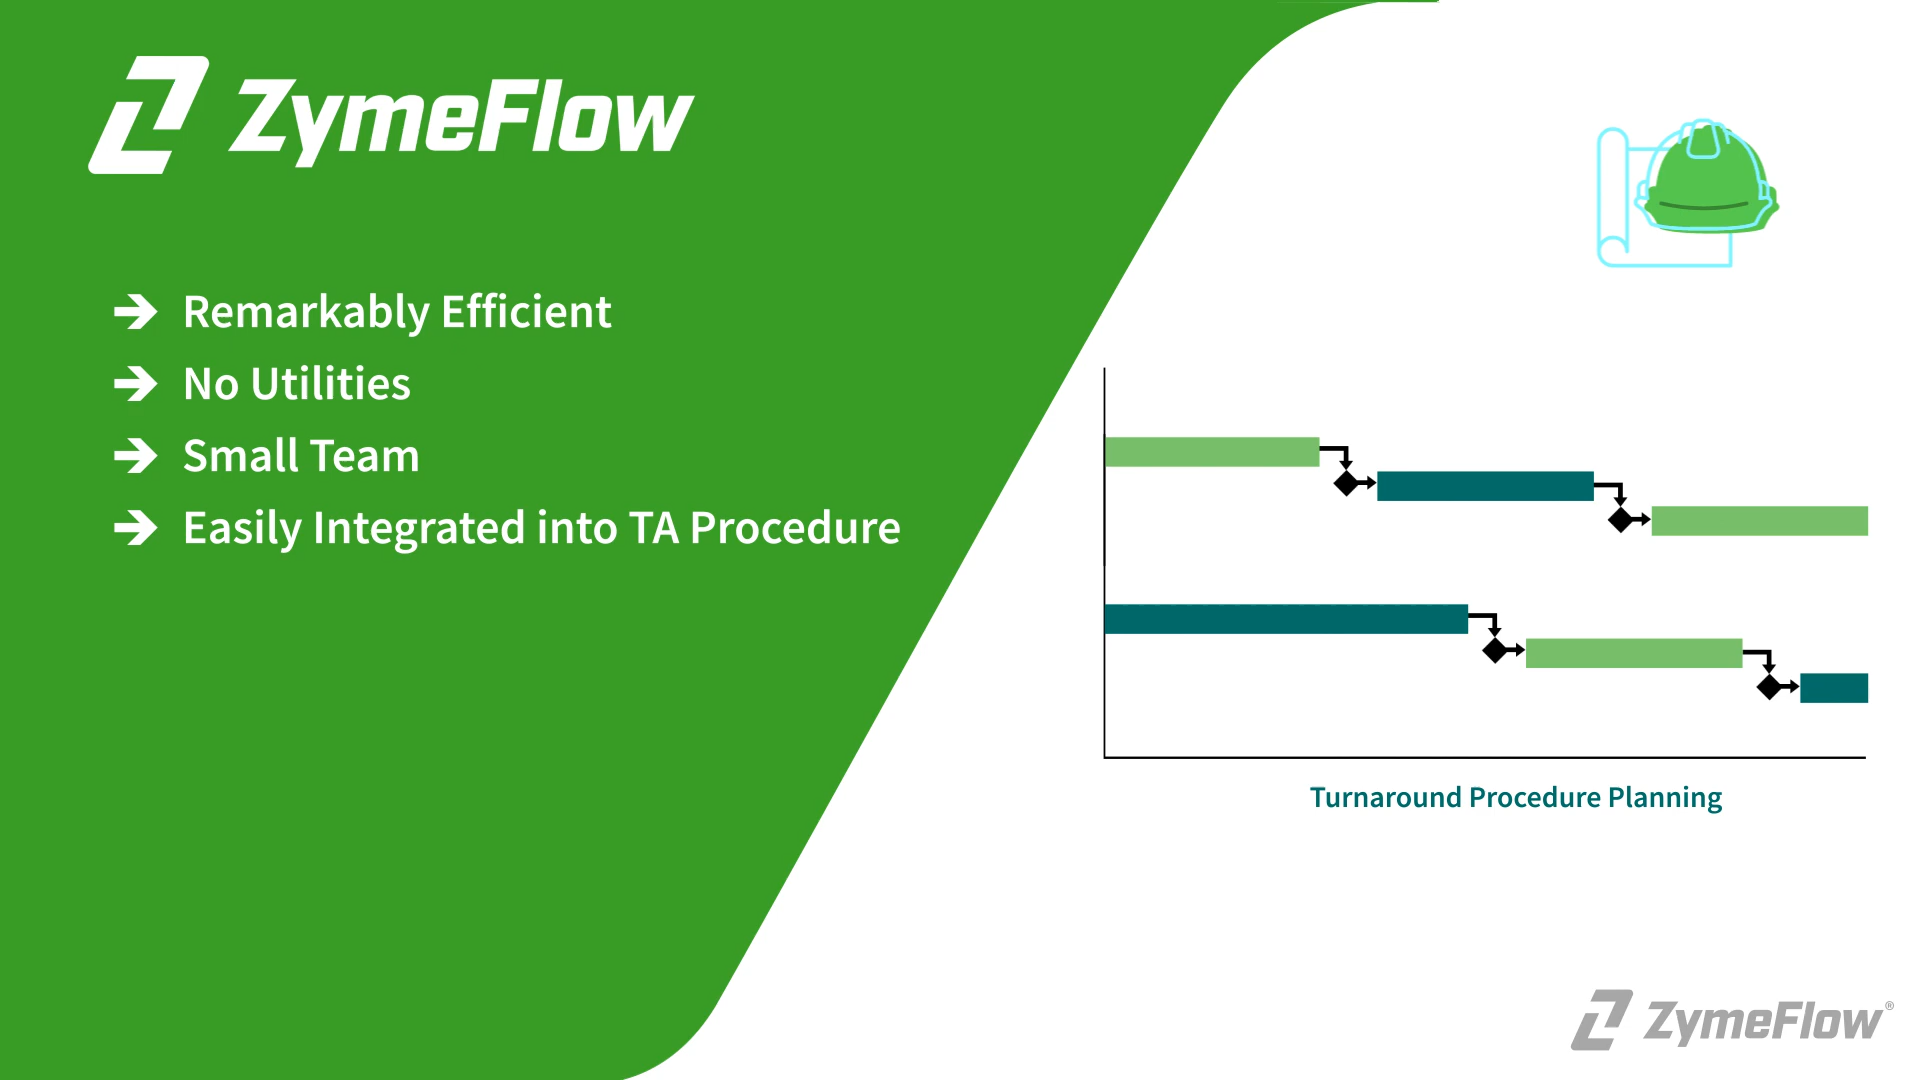 ZymeFlow
Remarkably Efficient
No Utilities
Small Team
Easily Integrated into TA Procedure
Turnaround Procedure Planning
ZymeFlow®